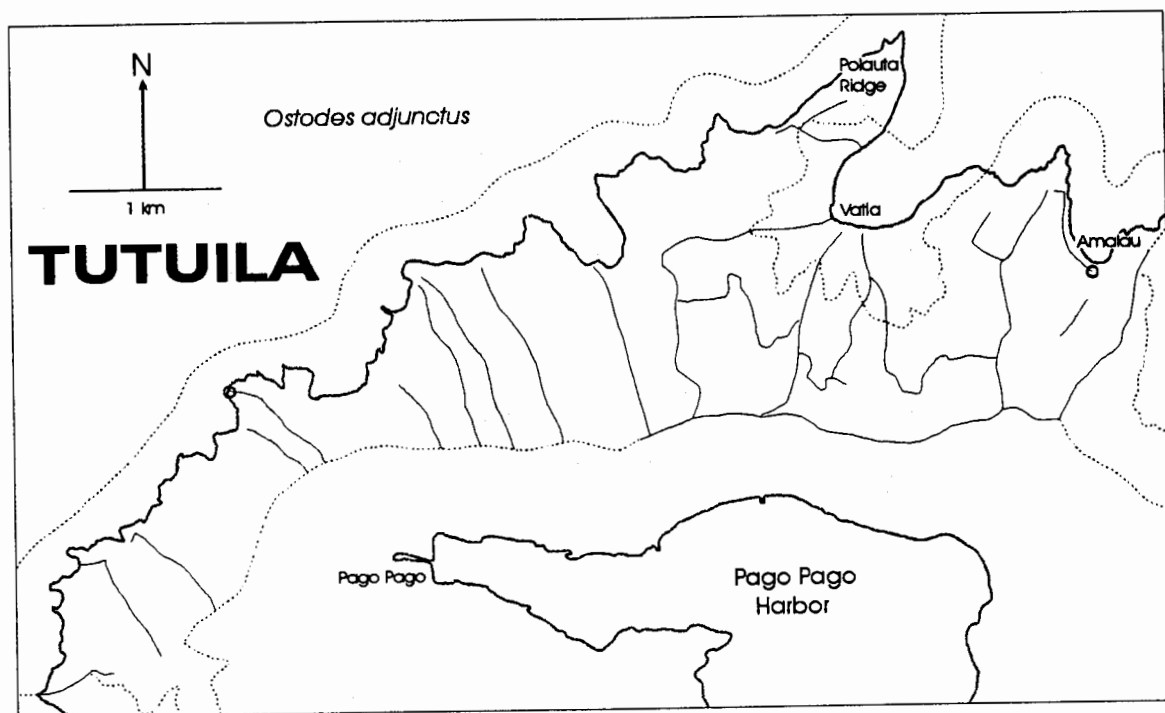 N
Ostodes adjunctus
1 km
TUTUILA
Polauta
Ridge
Vatia
Amalau
Pago Pago
Pago Pago
Harbor